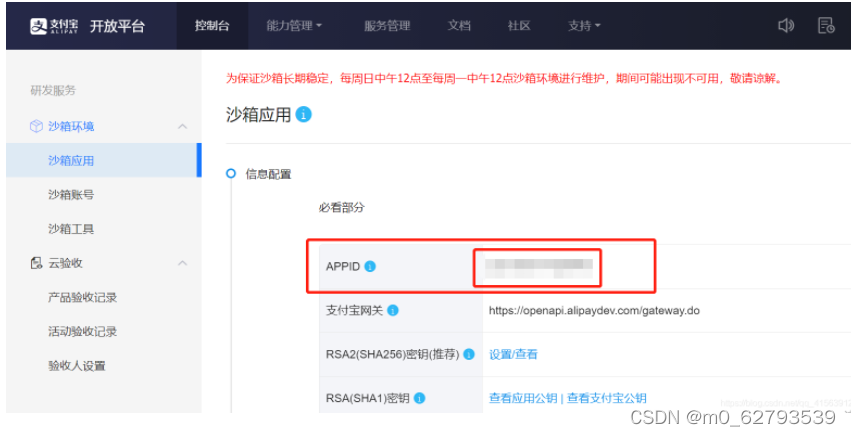 支付宝 ALIPAY 开放平台 控制台 能力管理 服务管理 文档 社区 支持
研发服务
沙箱环境
沙箱应用
沙箱账号
沙箱工具
云验收
产品验收记录
活动验收记录
验收人设置
为保证沙箱长期稳定，每周日中午12点至每周一中午12点沙箱环境进行维护，期间可能出现不可用，敬请谅解。
沙箱应用
信息配置
必看部分
APPID
支付宝网关 https://openapi.alipaydev.com/gateway.do
RSA2(SHA256)密钥(推荐) 设置/查看
RSA(SHA1)密钥 查看应用公钥 | 查看支付宝公钥
CSDN @m0_62793539